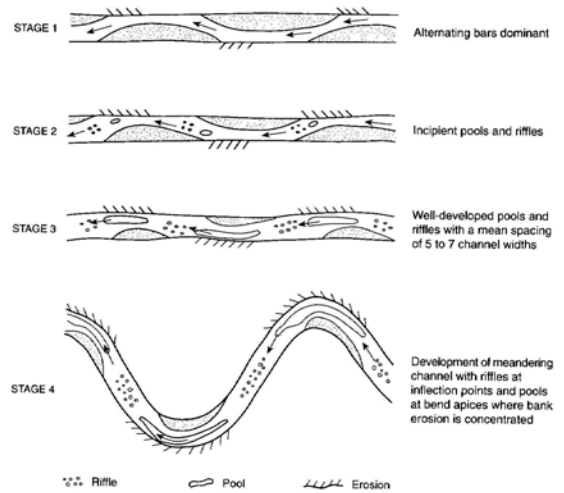 STAGE 1
Alternating bars dominant
STAGE 2
Incipient pools and riffles
STAGE 3
Well-developed pools and
riffles with a mean spacing
of 5 to 7 channel widths
STAGE 4
Development of meandering
channel with riffles at
inflection points and pools
at bend apices where bank
erosion is concentrated
Riffle
Pool
Erosion